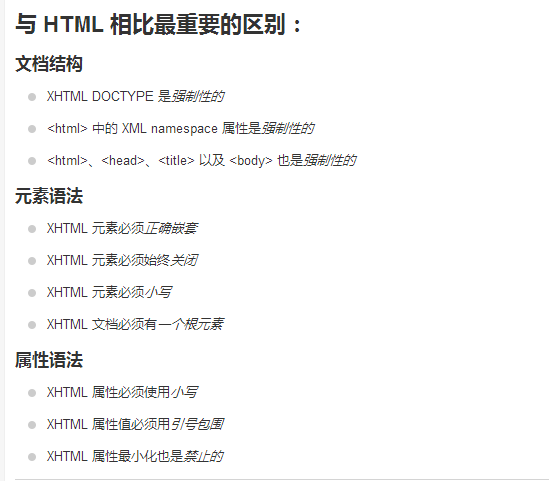 与 HTML 相比最重要的区别：
文档结构
XHTML DOCTYPE 是强制性的
<html> 中的 XML namespace 属性是强制性的
<html>、<head>、<title> 以及 <body> 也是强制性的
元素语法
XHTML 元素必须正确嵌套
XHTML 元素必须始终关闭
XHTML 元素必须小写
XHTML 文档必须有一个根元素
属性语法
XHTML 属性必须使用小写
XHTML 属性值必须用引号包围
XHTML 属性最小化也是禁止的